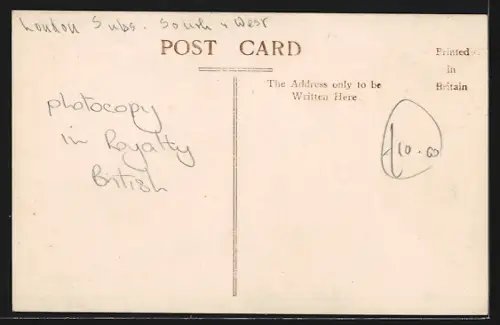 London Subs. South & West
POST CARD
Printed
in
Britain
The Address only to be
Written Here
photocopy
in Royalty
British
£10.00